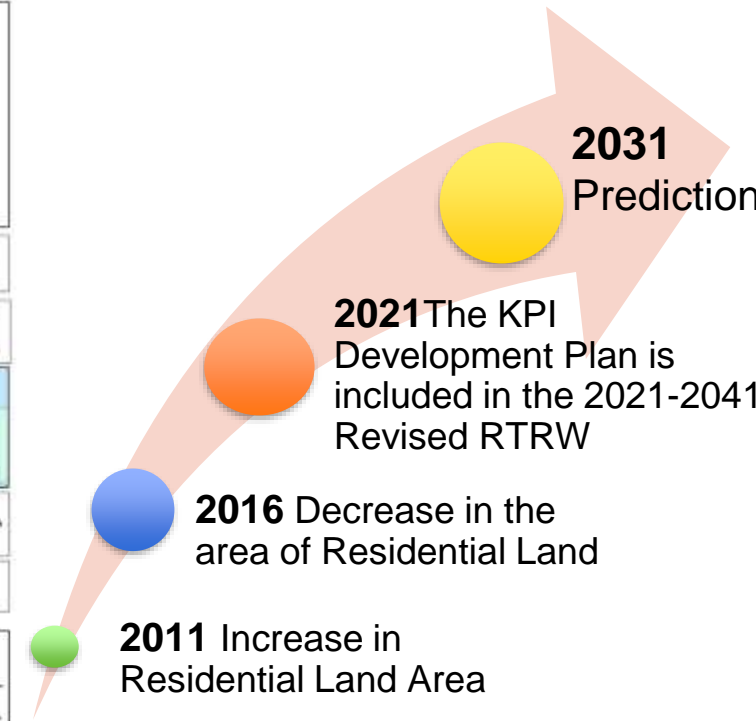 2031
Prediction
2021The KPI
Development Plan is
included in the 2021-2041
Revised RTRW
2016 Decrease in the
area of Residential Land
2011 Increase in
Residential Land Area